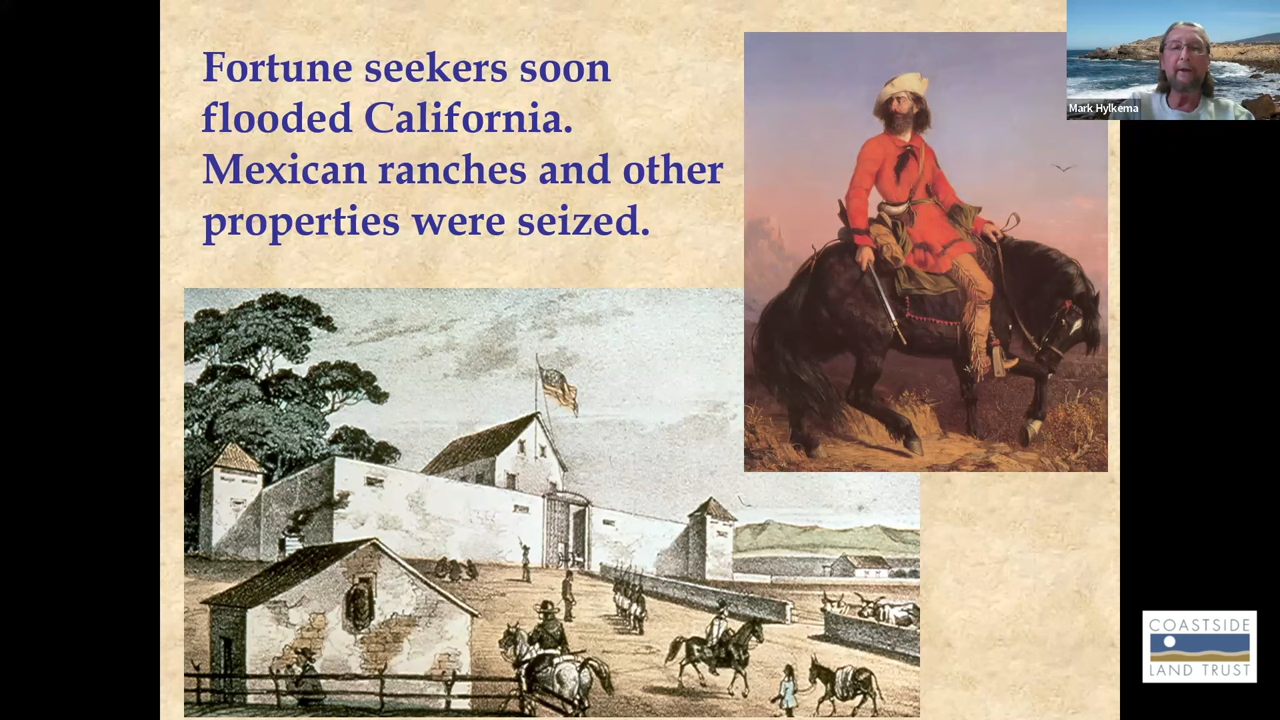 Fortune seekers soon
flooded California.
Mexican ranches and other
properties were seized.
Mark Hylkema
COASTSIDE
LAND TRUST